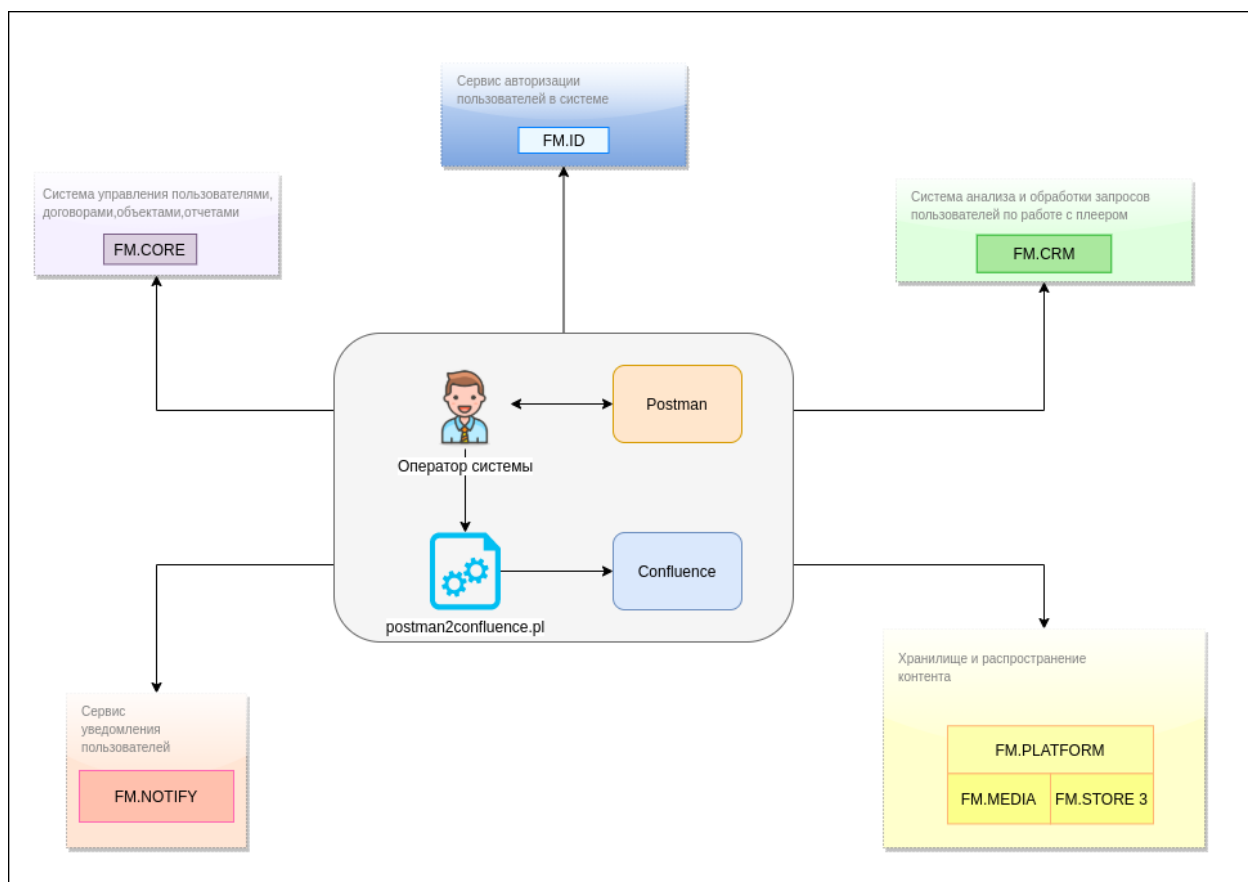 Сервис авторизации
пользователей в системе
FM.ID
Система управления пользователями,
договорами,объектами,отчетами
FM.CORE
Система анализа и обработки запросов
пользователей по работе с плеером
FM.CRM
Postman
Оператор системы
Confluence
postman2confluence.pl
Сервис
уведомления
пользователей
FM.NOTIFY
Хранилище и распространение
контента
FM.PLATFORM
FM.MEDIA
FM.STORE 3